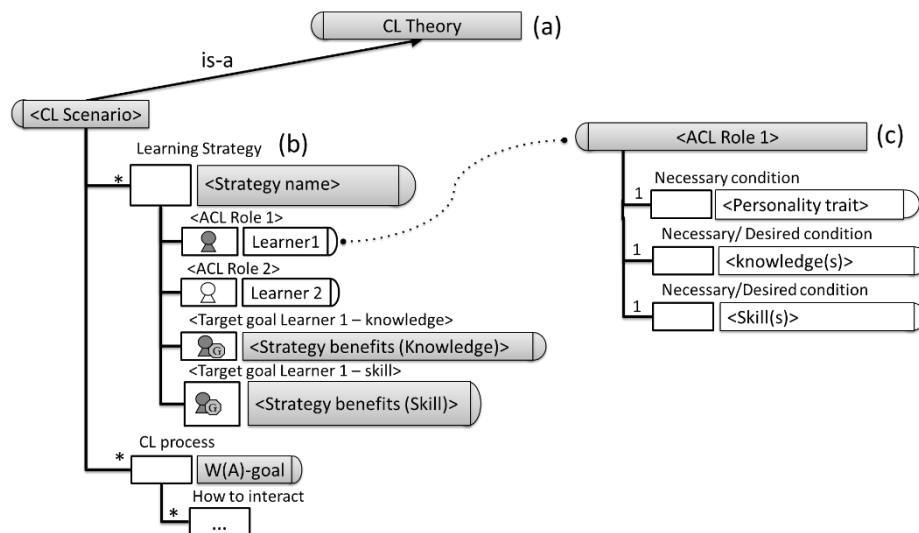 CL Theory
(a)
is-a
<CL Scenario>
Learning Strategy
(b)
*
<Strategy name>
<ACL Role 1>
Learner1
<ACL Role 2>
Learner 2
<Target goal Learner 1 – knowledge>
G
<Strategy benefits (Knowledge)>
<Target goal Learner 1 – skill>
G
<Strategy benefits (Skill)>
CL process
*
W(A)-goal
How to interact
*
...
<ACL Role 1>
(c)
Necessary condition
1
<Personality trait>
Necessary/ Desired condition
1
<knowledge(s)>
Necessary/Desired condition
1
<Skill(s)>